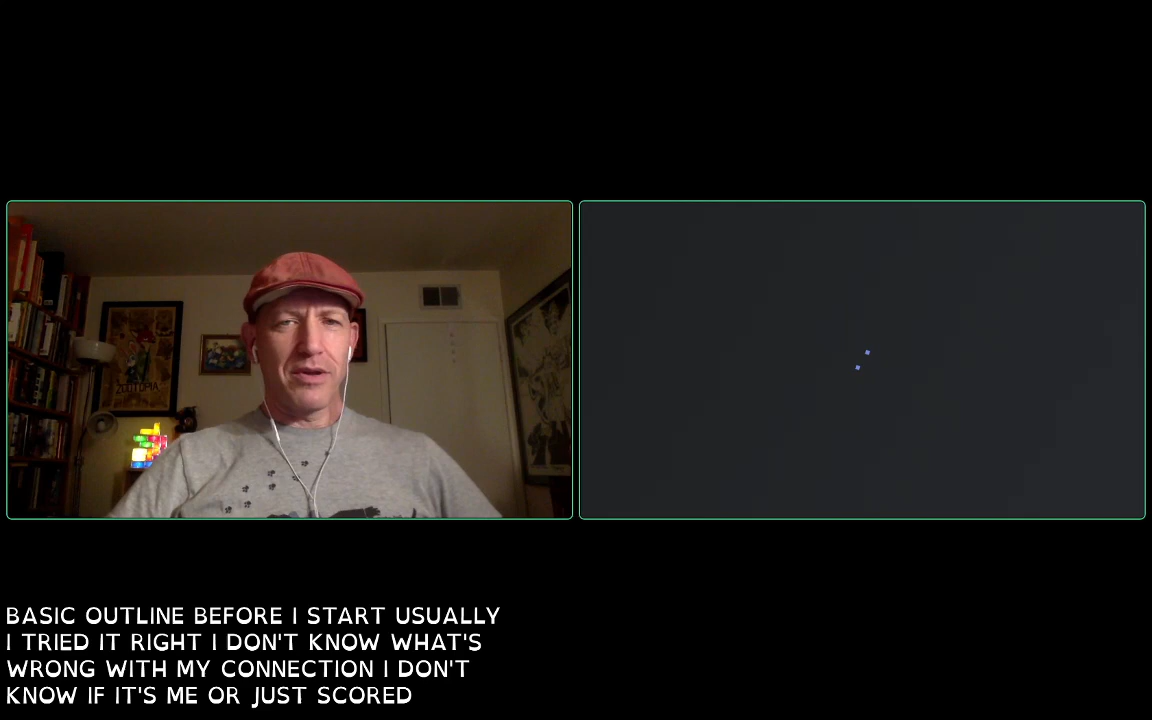 ZOOTOPIA
BASIC OUTLINE BEFORE I START USUALLY
I TRIED IT RIGHT I DON'T KNOW WHAT'S
WRONG WITH MY CONNECTION I DON'T
KNOW IF IT'S ME OR JUST SCORED